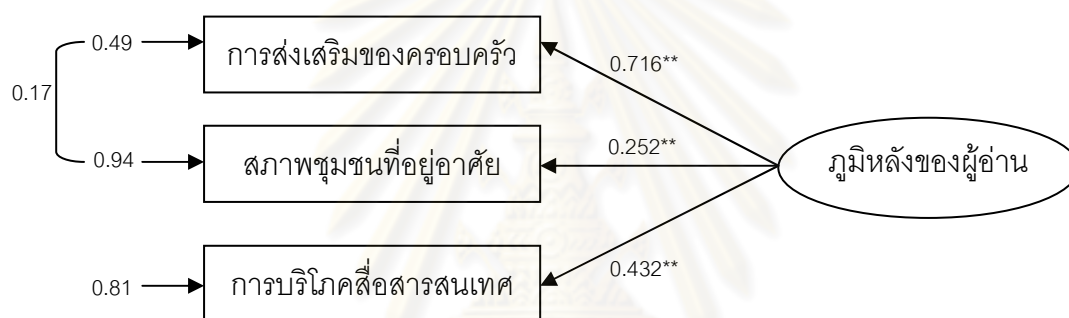 0.49
การส่งเสริมของครอบครัว
0.716**
0.17
0.94
สภาพชุมชนที่อยู่อาศัย
0.252**
ภูมิหลังของผู้อ่าน
0.81
การบริโภคสื่อสารสนเทศ
0.432**